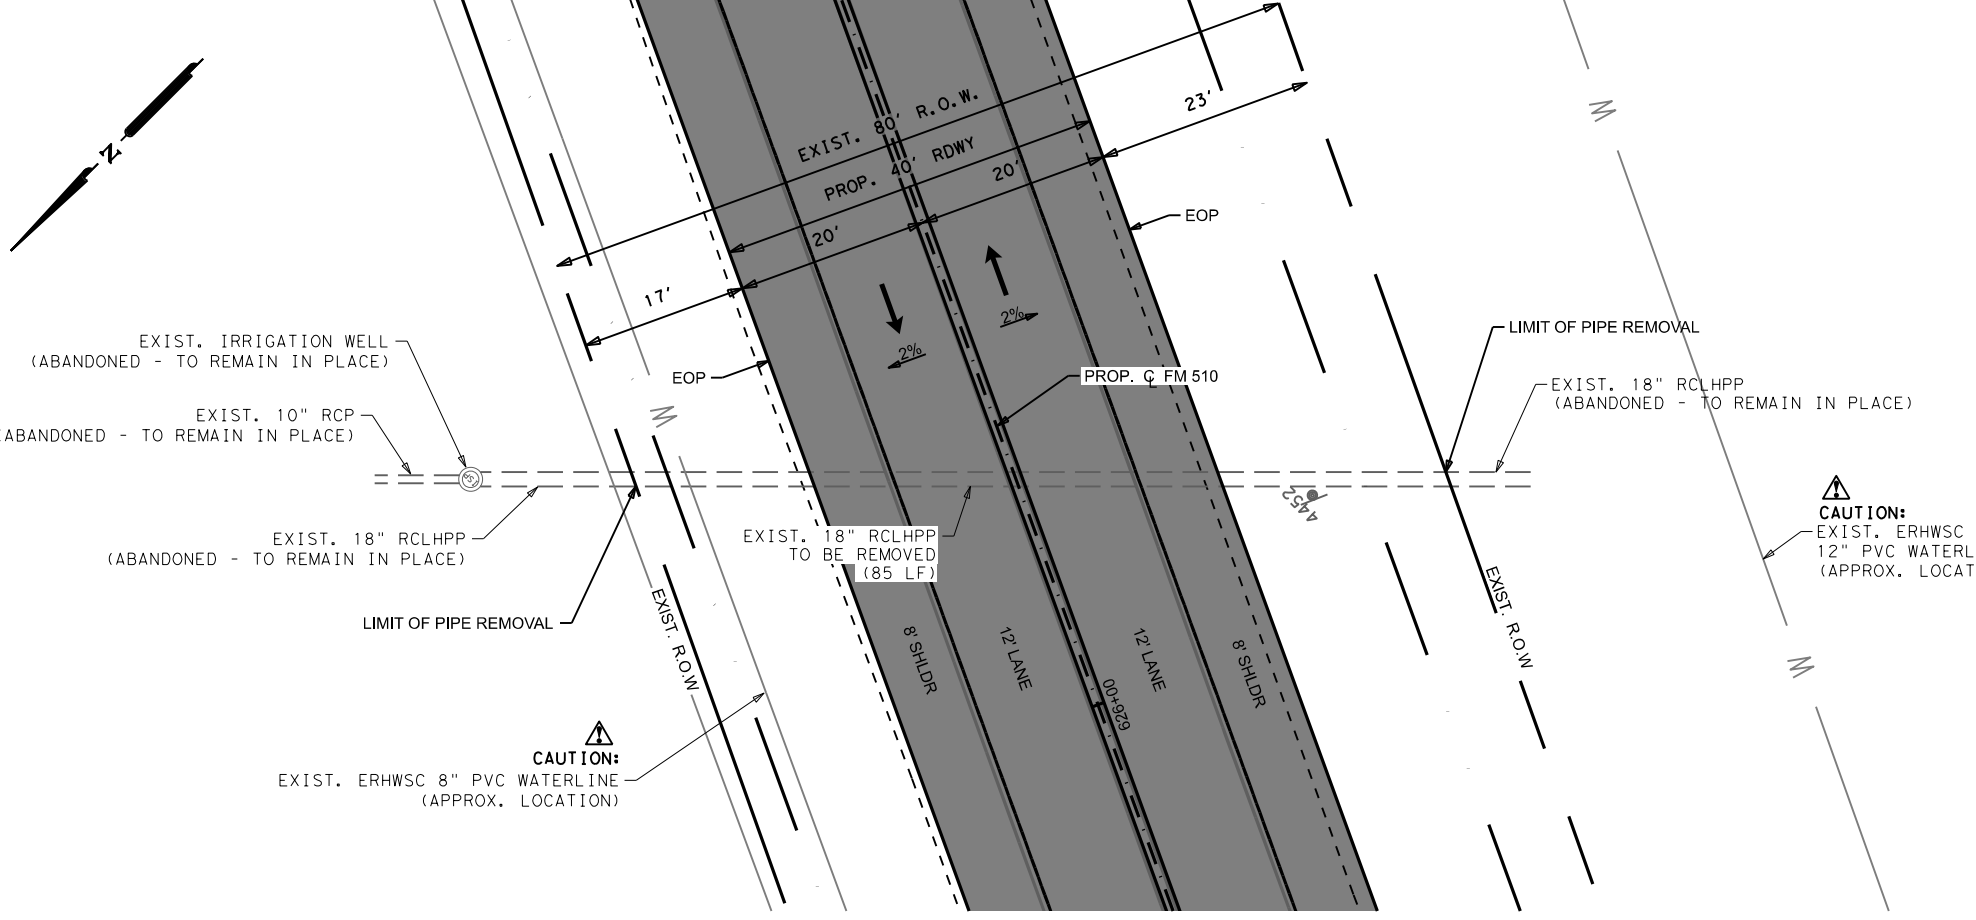 N
EXIST. 80' R.O.W.
PROP. 40' RDWY
23'
20'
20'
17'
EOP
EOP
2%
2%
EXIST. IRRIGATION WELL
(ABANDONED - TO REMAIN IN PLACE)
EXIST. 10" RCP
(ABANDONED - TO REMAIN IN PLACE)
LIMIT OF PIPE REMOVAL
EXIST. 18" RCLHPP
(ABANDONED - TO REMAIN IN PLACE)
PROP. ℄ FM 510
W
W
W
4452
CAUTION:
EXIST. ERHWSC
12" PVC WATERL
(APPROX. LOCAT
EXIST. 18" RCLHPP
(ABANDONED - TO REMAIN IN PLACE)
EXIST. 18" RCLHPP
TO BE REMOVED
(85 LF)
LIMIT OF PIPE REMOVAL
EXIST. R.O.W
EXIST. R.O.W
8' SHLDR
12' LANE
12' LANE
8' SHLDR
626+00
CAUTION:
EXIST. ERHWSC 8" PVC WATERLINE
(APPROX. LOCATION)